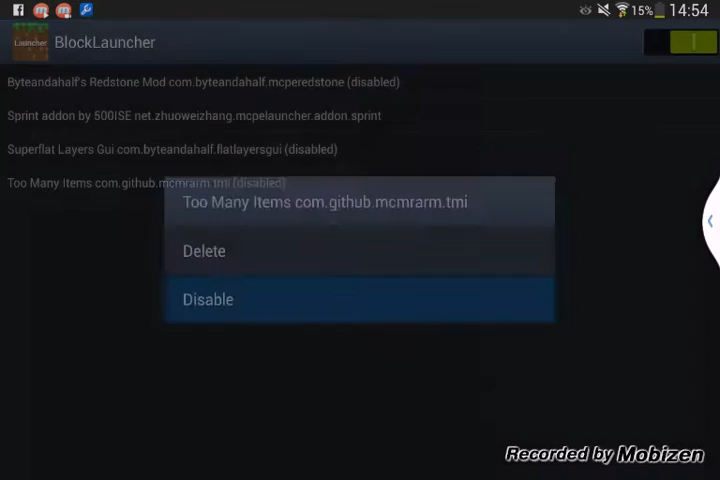 15% 14:54
Launcher BlockLauncher
Byteandahalf's Redstone Mod com.byteandahalf.mcperedstone (disabled)
Sprint addon by 500ISE net.zhuoweizhang.mcpelauncher.addon.sprint
Superflat Layers Gui com.byteandahalf.flatlayersgui (disabled)
Too Many Items com.github.mcmrarm.tmi (disabled)
Too Many Items com.github.mcmrarm.tmi
Delete
Disable
Recorded by Mobizen